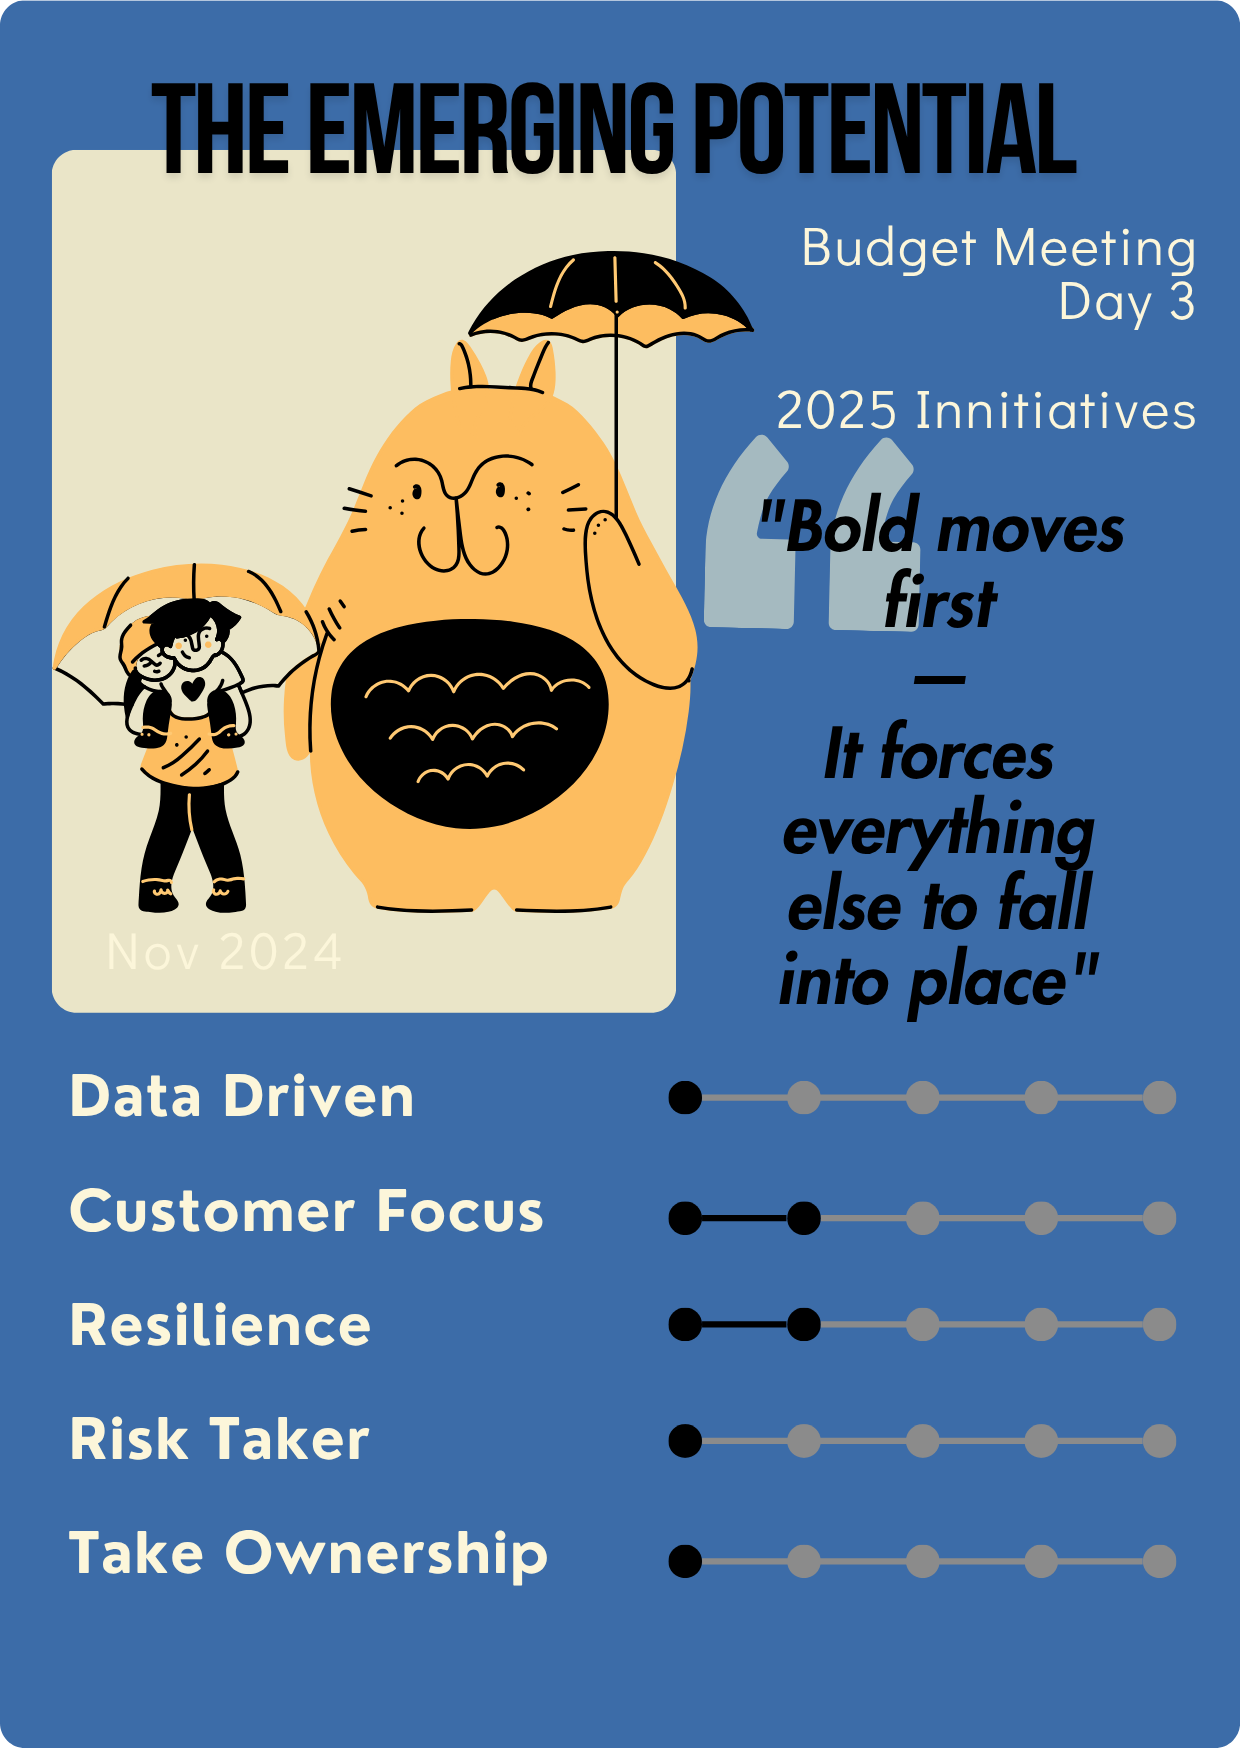 THE EMERGING POTENTIAL
Budget Meeting
Day 3
2025 Innitiatives
"Bold moves
first
—
It forces
everything
else to fall
into place"
Nov 2024
Data Driven
Customer Focus
Resilience
Risk Taker
Take Ownership